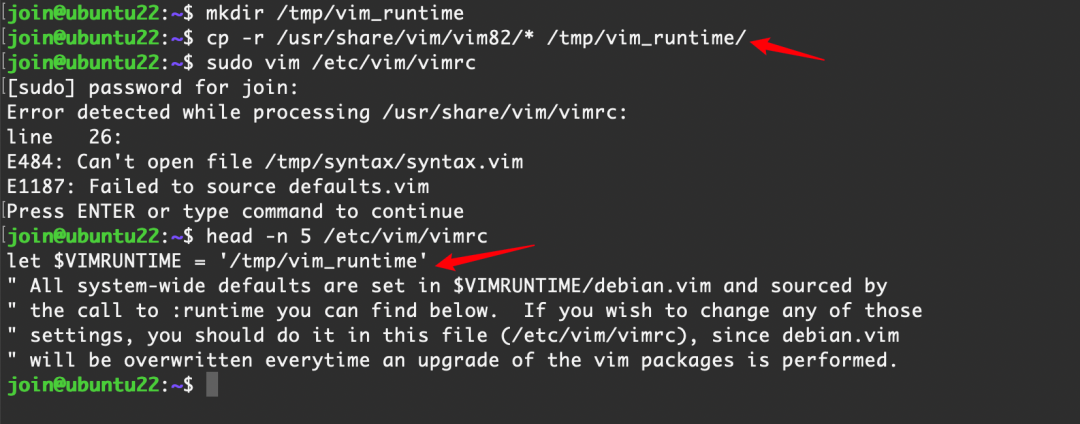 join@ubuntu22:~$ mkdir /tmp/vim_runtime
join@ubuntu22:~$ cp -r /usr/share/vim/vim82/* /tmp/vim_runtime/
join@ubuntu22:~$ sudo vim /etc/vim/vimrc
[sudo] password for join:
Error detected while processing /usr/share/vim/vimrc:
line   26:
E484: Can't open file /tmp/syntax/syntax.vim
E1187: Failed to source defaults.vim
Press ENTER or type command to continue
join@ubuntu22:~$ head -n 5 /etc/vim/vimrc
let $VIMRUNTIME = '/tmp/vim_runtime'
" All system-wide defaults are set in $VIMRUNTIME/debian.vim and sourced by
" the call to :runtime you can find below.  If you wish to change any of those
" settings, you should do it in this file (/etc/vim/vimrc), since debian.vim
" will be overwritten everytime an upgrade of the vim packages is performed.
join@ubuntu22:~$